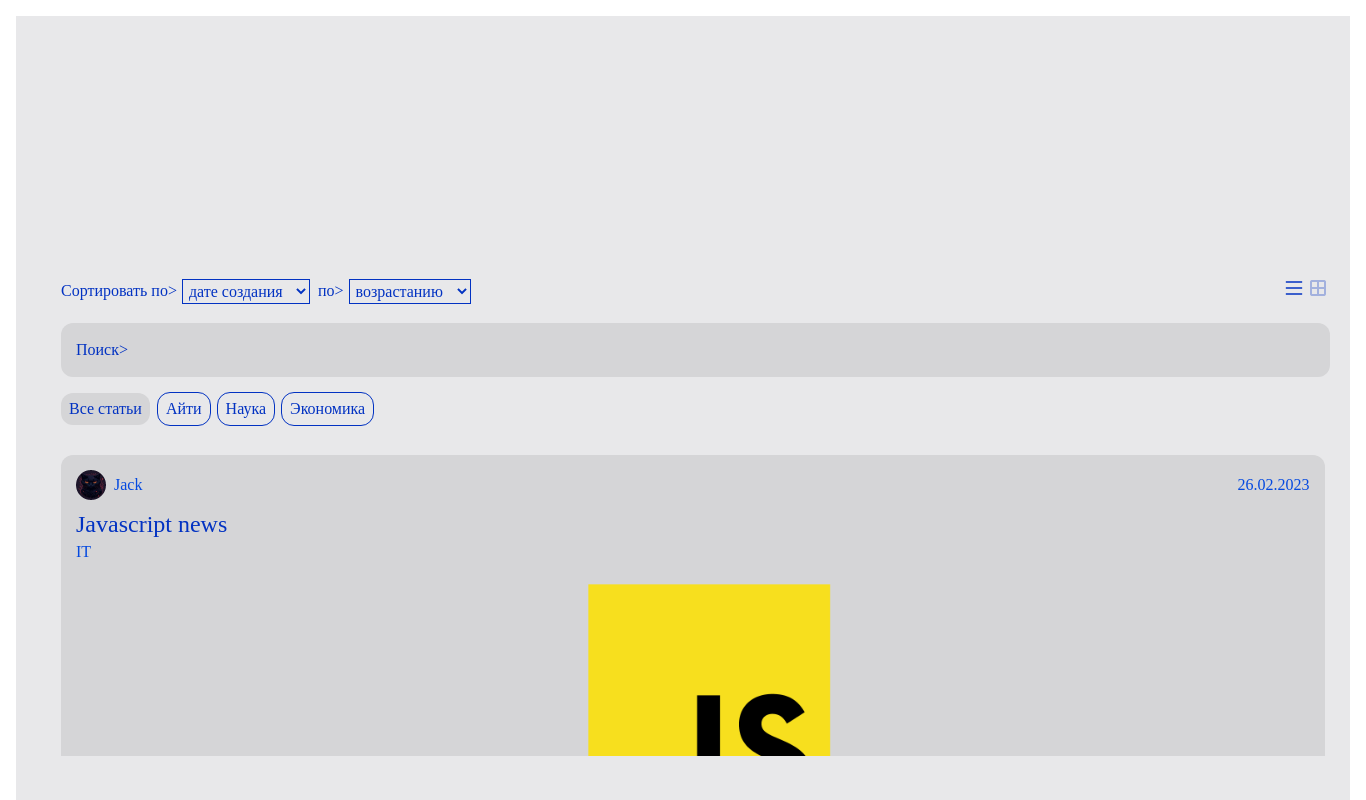 Сортировать по> дате создания по> возрастанию
Поиск>
Все статьи Айти Наука Экономика
Jack 26.02.2023
Javascript news
IT
JS